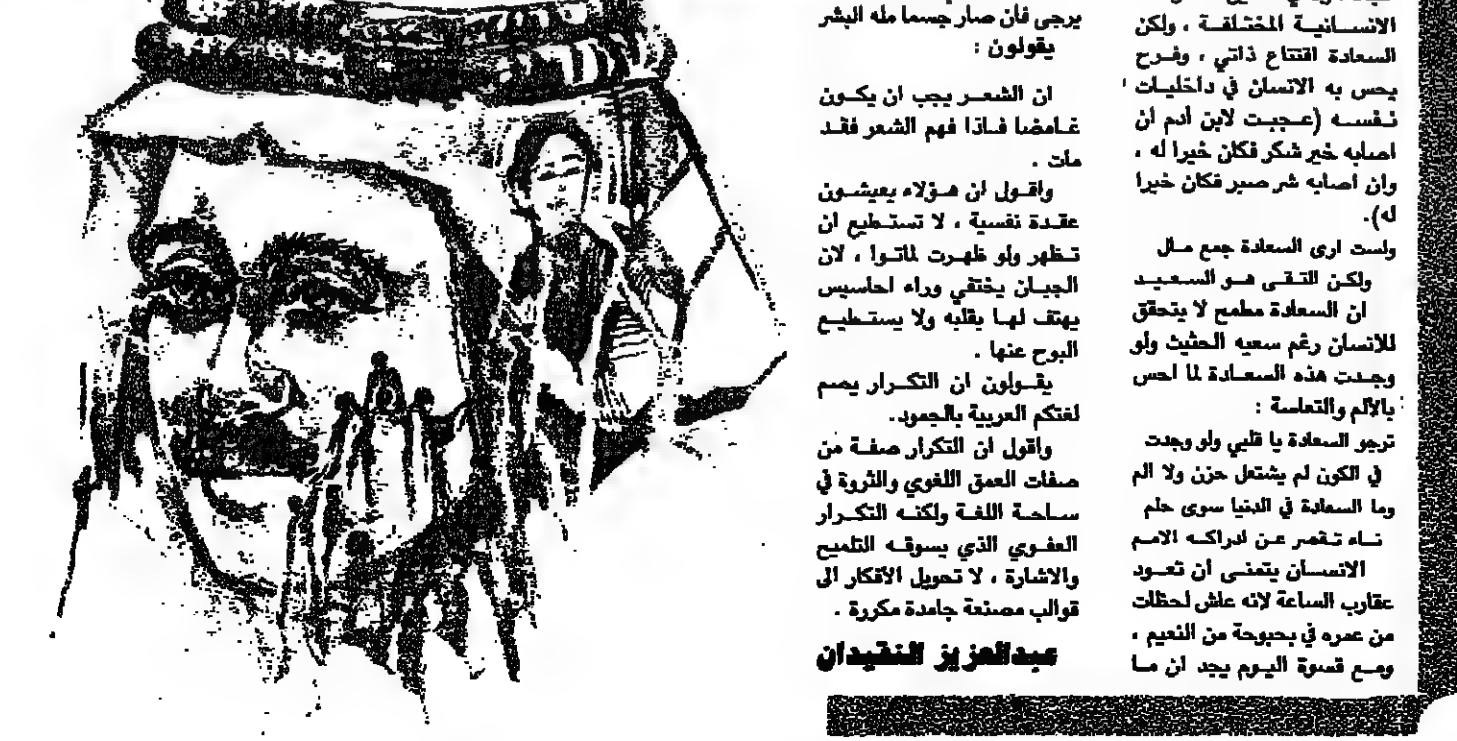 الانسانية المختلفة ، ولكن
السعادة اقتناع ذاتي ، وفرح
يحس به الانسان في داخليات
نفسه (عجبت لابن آدم ان
اصابه خير شكر فكان خيرا له ،
وان اصابه شر صبر فكان خيرا
له).
ولست ارى السعادة جمع مال
ولكن التقى هو السعيد
ان السعادة مطمح لا يتحقق
للانسان رغم سعيه الحثيث ولو
وجدت هذه السعادة لما احس
بالألم والتعاسة :
ترجو السعادة يا قلبي ولو وجدت
في الكون لم يشتعل حزن ولا الم
وما السعادة في الدنيا سوى حلم
ناء تقصر عن ادراكه الامم
الانسان يتمنى ان تعود
عقارب الساعة لانه عاش لحظات
من عمره في بحبوحة من النعيم ،
ومع قسوة اليوم يجد ان ما
يرجى فان صار جسما مله البشر
يقولون :
ان الشعر يجب ان يكون
غامضا فاذا فهم الشعر فقد
مات .
واقول ان هؤلاء يعيشون
عقدة نفسية ، لا تستطيع ان
تظهر ولو ظهرت لماتوا ، لان
الجبان يختفي وراء احاسيس
يهتف لها بقلبه ولا يستطيع
البوح عنها .
يقولون ان التكرار يصم
لغتكم العربية بالجمود.
واقول ان التكرار صفة من
صفات العمق اللغوي والثروة في
ساحة اللغة ولكنه التكرار
العفوي الذي يسوقه التلميح
والاشارة ، لا تحويل الأفكار الى
قوالب مصنعة جامدة مكررة .
عبدالعزيز النقيدان